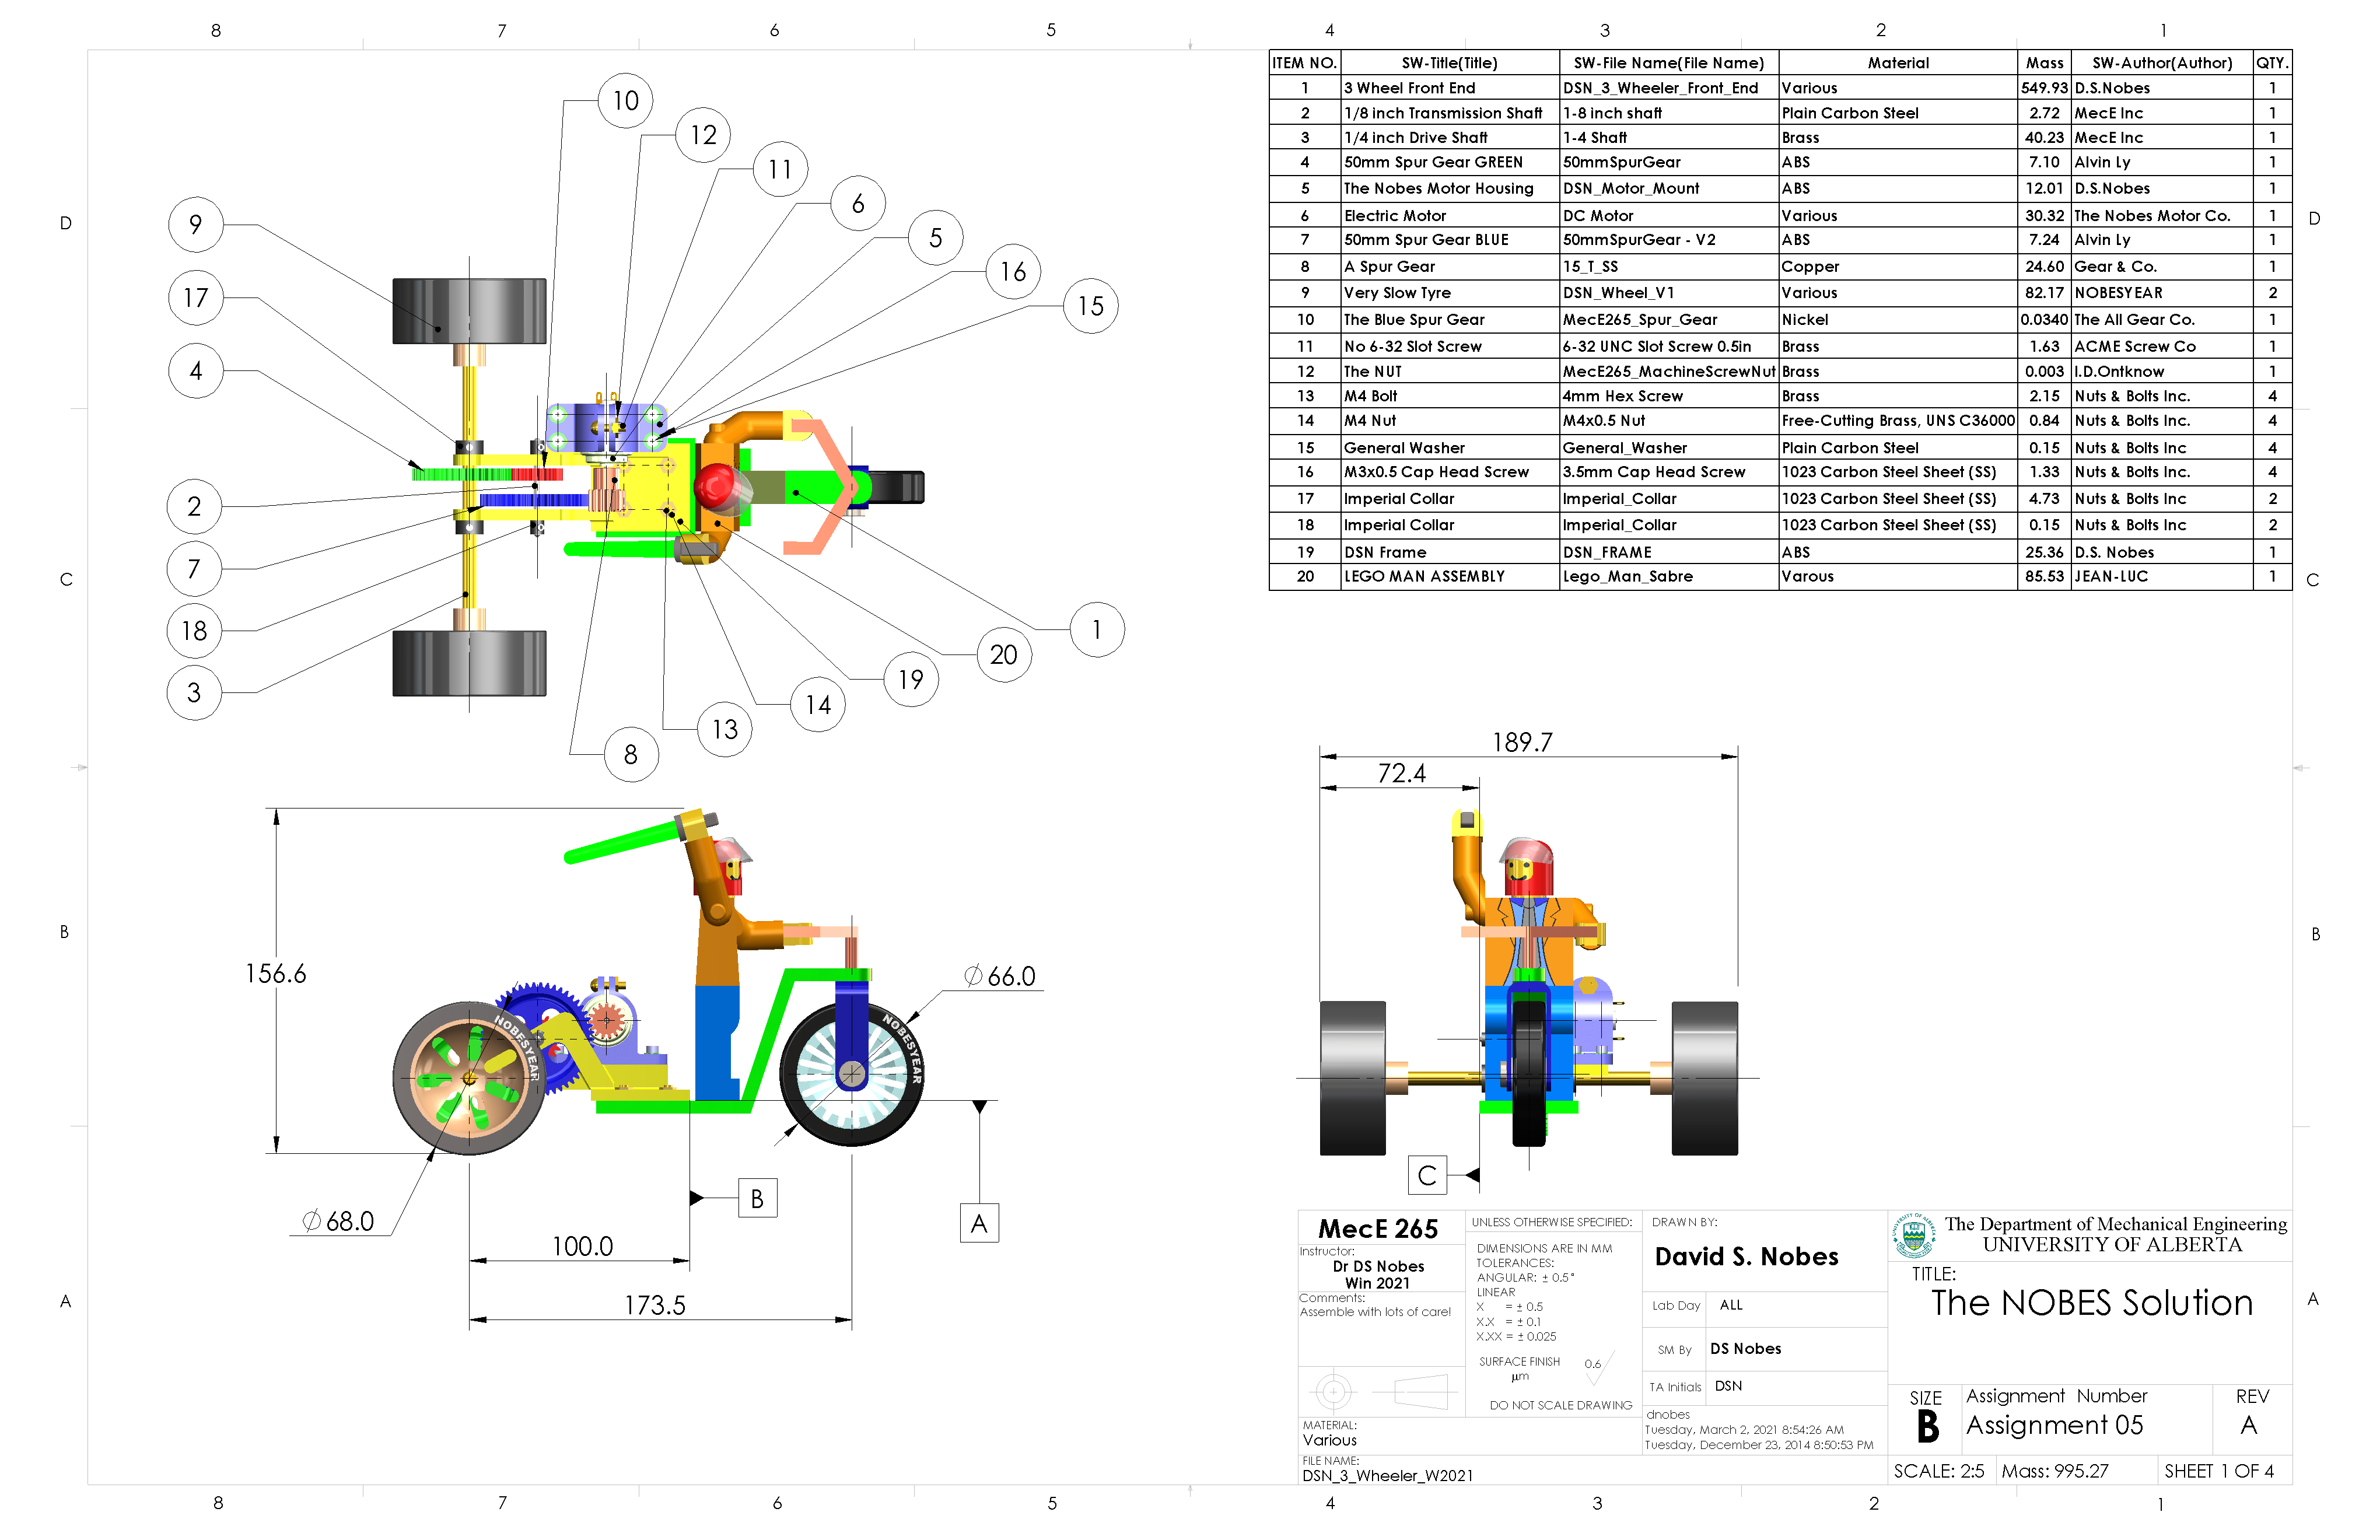 8 7 6 5 4 3 2 1
ITEM NO. SW-Title(Title) SW-File Name(File Name) Material Mass SW-Author(Author) QTY.
1 3 Wheel Front End DSN_3_Wheeler_Front_End Various 549.93 D.S.Nobes 1
2 1/8 inch Transmission Shaft 1-8 inch shaft Plain Carbon Steel 2.72 MecE Inc 1
3 1/4 inch Drive Shaft 1-4 Shaft Brass 40.23 MecE Inc 1
4 50mm Spur Gear GREEN 50mmSpurGear ABS 7.10 Alvin Ly 1
5 The Nobes Motor Housing DSN_Motor_Mount ABS 12.01 D.S.Nobes 1
6 Electric Motor DC Motor Various 30.32 The Nobes Motor Co. 1
7 50mm Spur Gear BLUE 50mmSpurGear - V2 ABS 7.24 Alvin Ly 1
8 A Spur Gear 15_T_SS Copper 24.60 Gear & Co. 1
9 Very Slow Tyre DSN_Wheel_V1 Various 82.17 NOBESYEAR 2
10 The Blue Spur Gear MecE265_Spur_Gear Nickel 0.0340 The All Gear Co. 1
11 No 6-32 Slot Screw 6-32 UNC Slot Screw 0.5in Brass 1.63 ACME Screw Co 1
12 The NUT MecE265_MachineScrewNut Brass 0.003 I.D.Ontknow 1
13 M4 Bolt 4mm Hex Screw Brass 2.15 Nuts & Bolts Inc. 4
14 M4 Nut M4x0.5 Nut Free-Cutting Brass, UNS C36000 0.84 Nuts & Bolts Inc. 4
15 General Washer General_Washer Plain Carbon Steel 0.15 Nuts & Bolts Inc 4
16 M3x0.5 Cap Head Screw 3.5mm Cap Head Screw 1023 Carbon Steel Sheet (SS) 1.33 Nuts & Bolts Inc. 4
17 Imperial Collar Imperial_Collar 1023 Carbon Steel Sheet (SS) 4.73 Nuts & Bolts Inc 2
18 Imperial Collar Imperial_Collar 1023 Carbon Steel Sheet (SS) 0.15 Nuts & Bolts Inc 2
19 DSN Frame DSN_FRAME ABS 25.36 D.S. Nobes 1
20 LEGO MAN ASSEMBLY Lego_Man_Sabre Varous 85.53 JEAN-LUC 1
10
12
11
6
5
16
15
9
17
4
2
7
18
3
8
13
14
19
20
1
D D
C C
B B
A A
156.6
NOBESYEAR
NOBESYEAR
⌀66.0
⌀68.0
100.0
173.5
B
A
189.7
72.4
C
MecE 265
Instructor:
Dr DS Nobes
Win 2021
Comments:
Assemble with lots of care!
UNLESS OTHERWISE SPECIFIED:
DIMENSIONS ARE IN MM
TOLERANCES:
ANGULAR: ± 0.5°
LINEAR
X = ± 0.5
X.X = ± 0.1
X.XX = ± 0.025
SURFACE FINISH 0.6
µm
DO NOT SCALE DRAWING
MATERIAL:
Various
FILE NAME:
DSN_3_Wheeler_W2021
DRAWN BY:
David S. Nobes
Lab Day ALL
SM By DS Nobes
TA Initials DSN
dnobes
Tuesday, March 2, 2021 8:54:26 AM
Tuesday, December 23, 2014 8:50:53 PM
The Department of Mechanical Engineering
UNIVERSITY OF ALBERTA
TITLE:
The NOBES Solution
SIZE
B
Assignment Number
Assignment 05
REV
A
SCALE: 2:5 Mass: 995.27 SHEET 1 OF 4
8 7 6 5 4 3 2 1